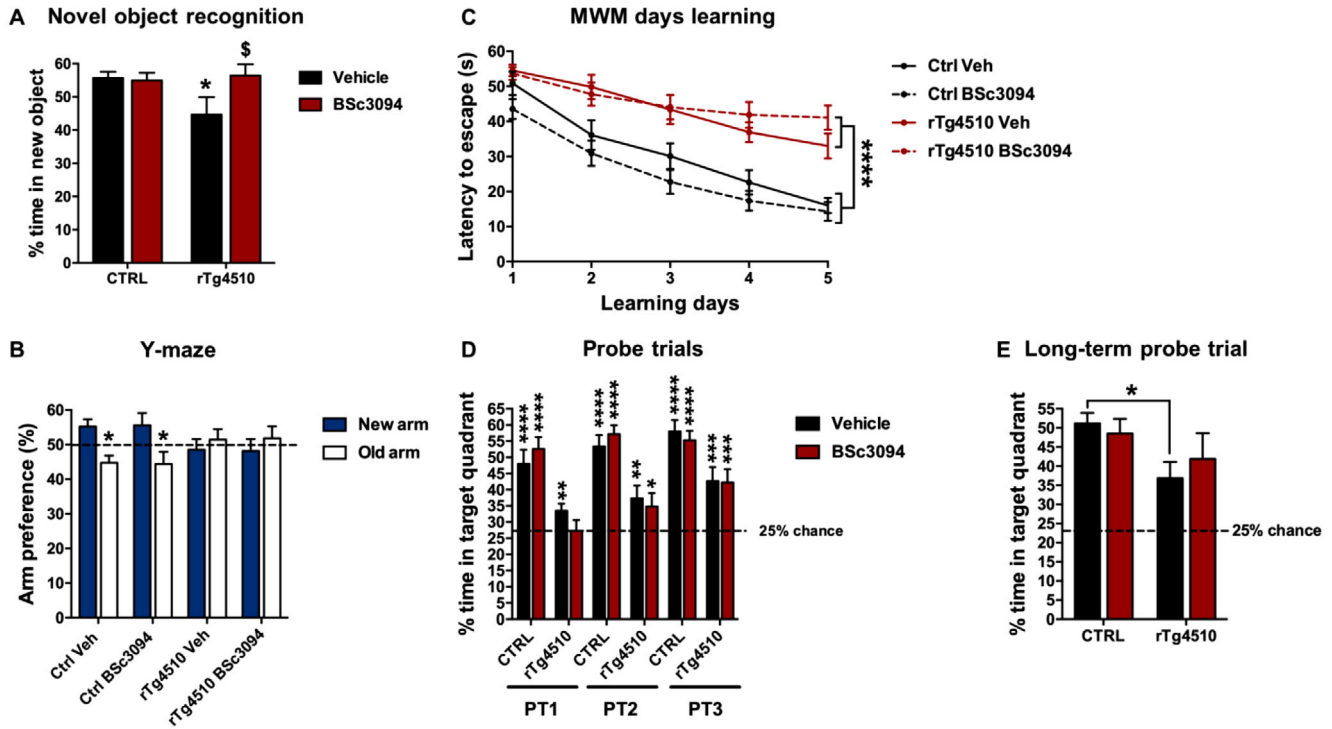 A Novel object recognition
% time in new object
60
50
40
30
20
10
0
*
$
CTRL
rTg4510
Vehicle
BSc3094
C MWM days learning
Latency to escape (s)
60
50
40
30
20
10
0
1 2 3 4 5
Learning days
****
Ctrl Veh
Ctrl BSc3094
rTg4510 Veh
rTg4510 BSc3094
B Y-maze
Arm preference (%)
60
50
40
30
20
10
0
*
*
Ctrl Veh
Ctrl BSc3094
rTg4510 Veh
rTg4510 BSc3094
New arm
Old arm
D Probe trials
% time in target quadrant
65
60
55
50
45
40
35
30
25
20
15
10
5
0
****
****
**
****
****
**
*
****
****
***
***
25% chance
CTRL
rTg4510
CTRL
rTg4510
CTRL
rTg4510
PT1
PT2
PT3
Vehicle
BSc3094
E Long-term probe trial
% time in target quadrant
55
50
45
40
35
30
25
20
15
10
5
0
*
25% chance
CTRL
rTg4510